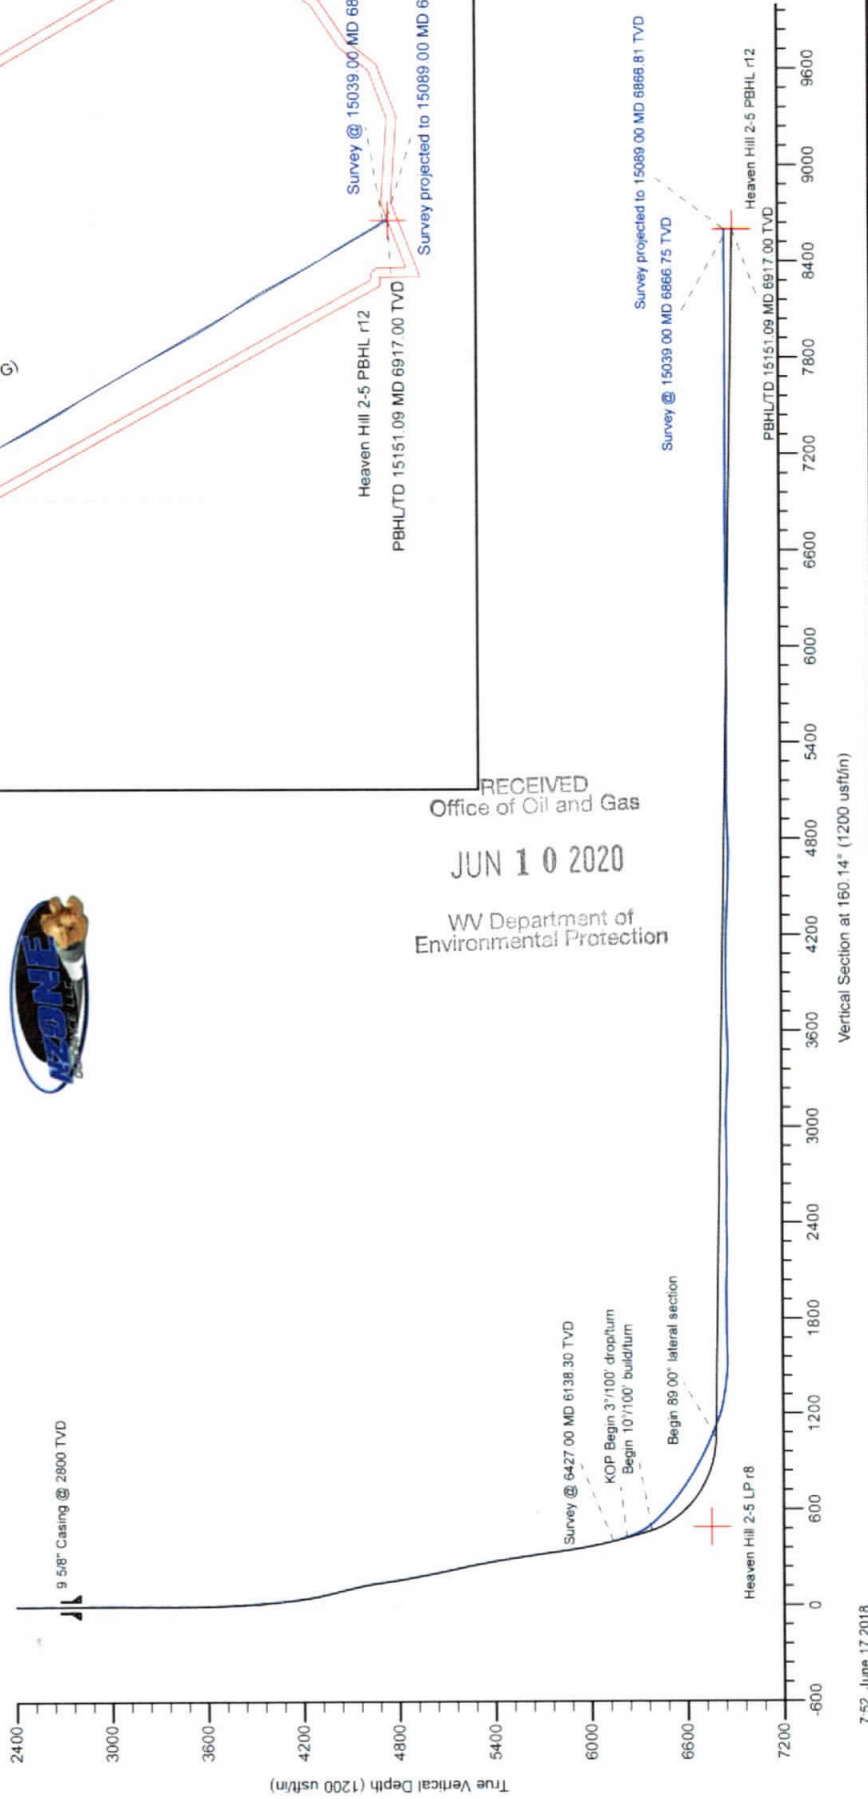 G)
Survey @ 15039.00 MD 68
Survey projected to 15089.00 MD 6
Heaven Hill 2-5 PBHL r12
PBHL/TD 15151.09 MD 6917.00 TVD
NZONE
RECEIVED
Office of Oil and Gas
JUN 10 2020
WV Department of
Environmental Protection
9 5/8" Casing @ 2800 TVD
Survey @ 6427.00 MD 6138.30 TVD
KOP Begin 3°/100' drop/turn
Begin 10°/100' build/turn
Begin 89.00° lateral section
Heaven Hill 2-5 LP r8
Survey projected to 15089.00 MD 6866.81 TVD
Survey @ 15039.00 MD 6866.75 TVD
Heaven Hill 2-5 PBHL r12
PBHL/TD 15151.09 MD 6917.00 TVD
2400
3000
3600
4200
4800
5400
6000
6600
7200
True Vertical Depth (1200 usft/in)
-600 0 600 1200 1800 2400 3000 3600 4200 4800 5400 6000 6600 7200 7800 8400 9000 9600
Vertical Section at 160.14° (1200 usft/in)
7:52, June 17 2018